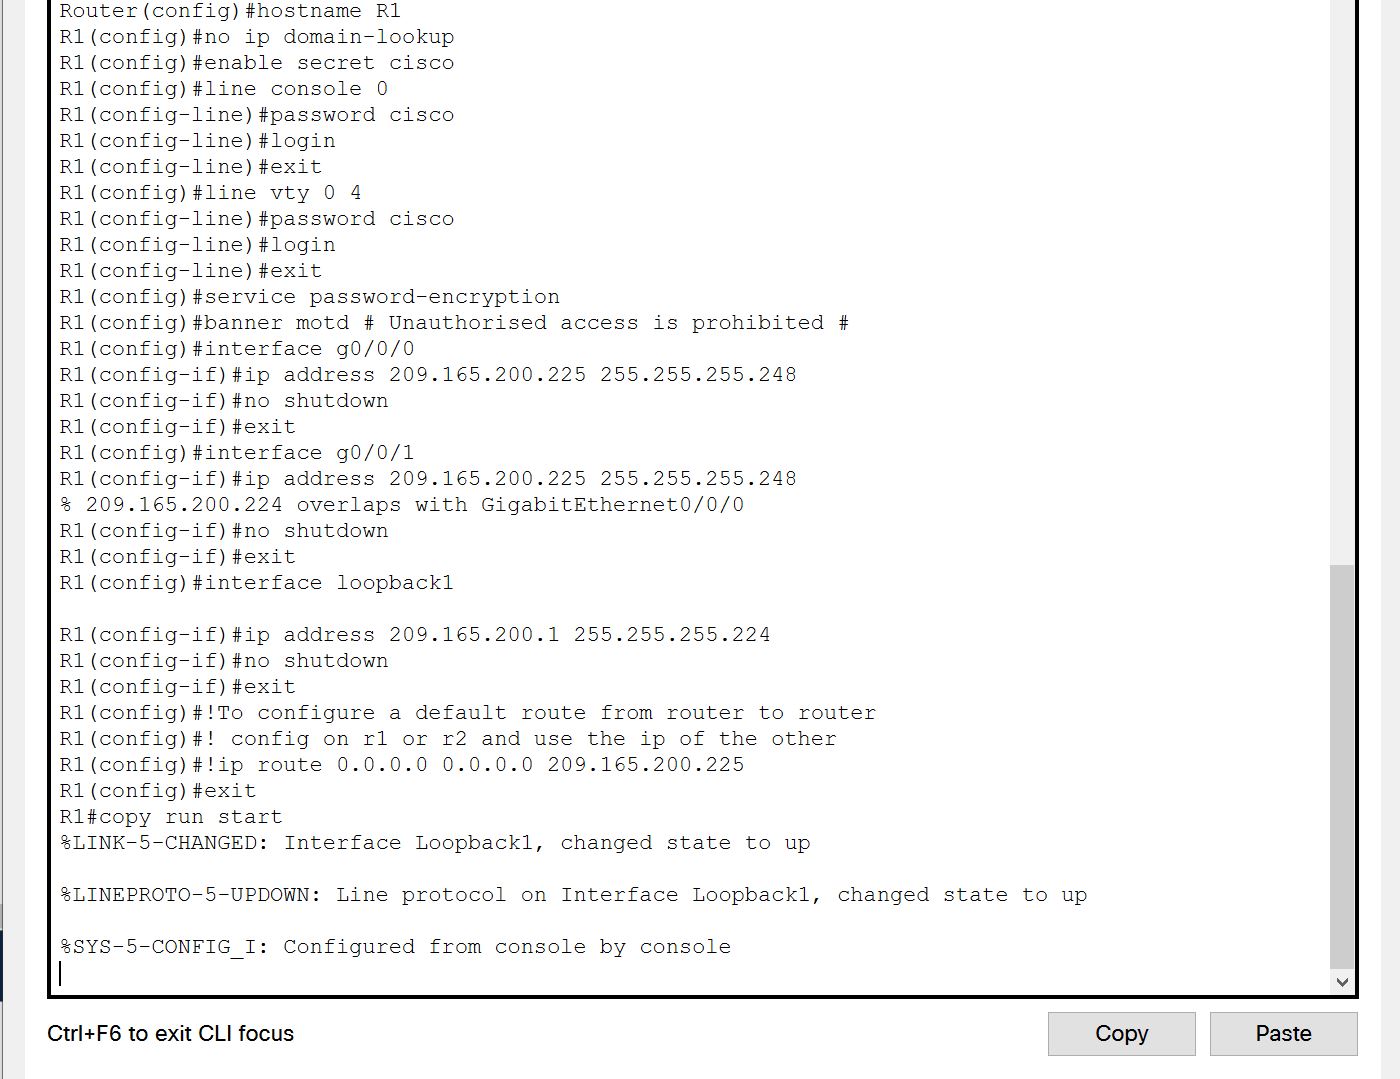 Router(config)#hostname R1
R1(config)#no ip domain-lookup
R1(config)#enable secret cisco
R1(config)#line console 0
R1(config-line)#password cisco
R1(config-line)#login
R1(config-line)#exit
R1(config)#line vty 0 4
R1(config-line)#password cisco
R1(config-line)#login
R1(config-line)#exit
R1(config)#service password-encryption
R1(config)#banner motd # Unauthorised access is prohibited #
R1(config)#interface g0/0/0
R1(config-if)#ip address 209.165.200.225 255.255.255.248
R1(config-if)#no shutdown
R1(config-if)#exit
R1(config)#interface g0/0/1
R1(config-if)#ip address 209.165.200.225 255.255.255.248
% 209.165.200.224 overlaps with GigabitEthernet0/0/0
R1(config-if)#no shutdown
R1(config-if)#exit
R1(config)#interface loopback1
R1(config-if)#ip address 209.165.200.1 255.255.255.224
R1(config-if)#no shutdown
R1(config-if)#exit
R1(config)#!To configure a default route from router to router
R1(config)#! config on r1 or r2 and use the ip of the other
R1(config)#!ip route 0.0.0.0 0.0.0.0 209.165.200.225
R1(config)#exit
R1#copy run start
%LINK-5-CHANGED: Interface Loopback1, changed state to up
%LINEPROTO-5-UPDOWN: Line protocol on Interface Loopback1, changed state to up
%SYS-5-CONFIG_I: Configured from console by console
Ctrl+F6 to exit CLI focus
Copy
Paste